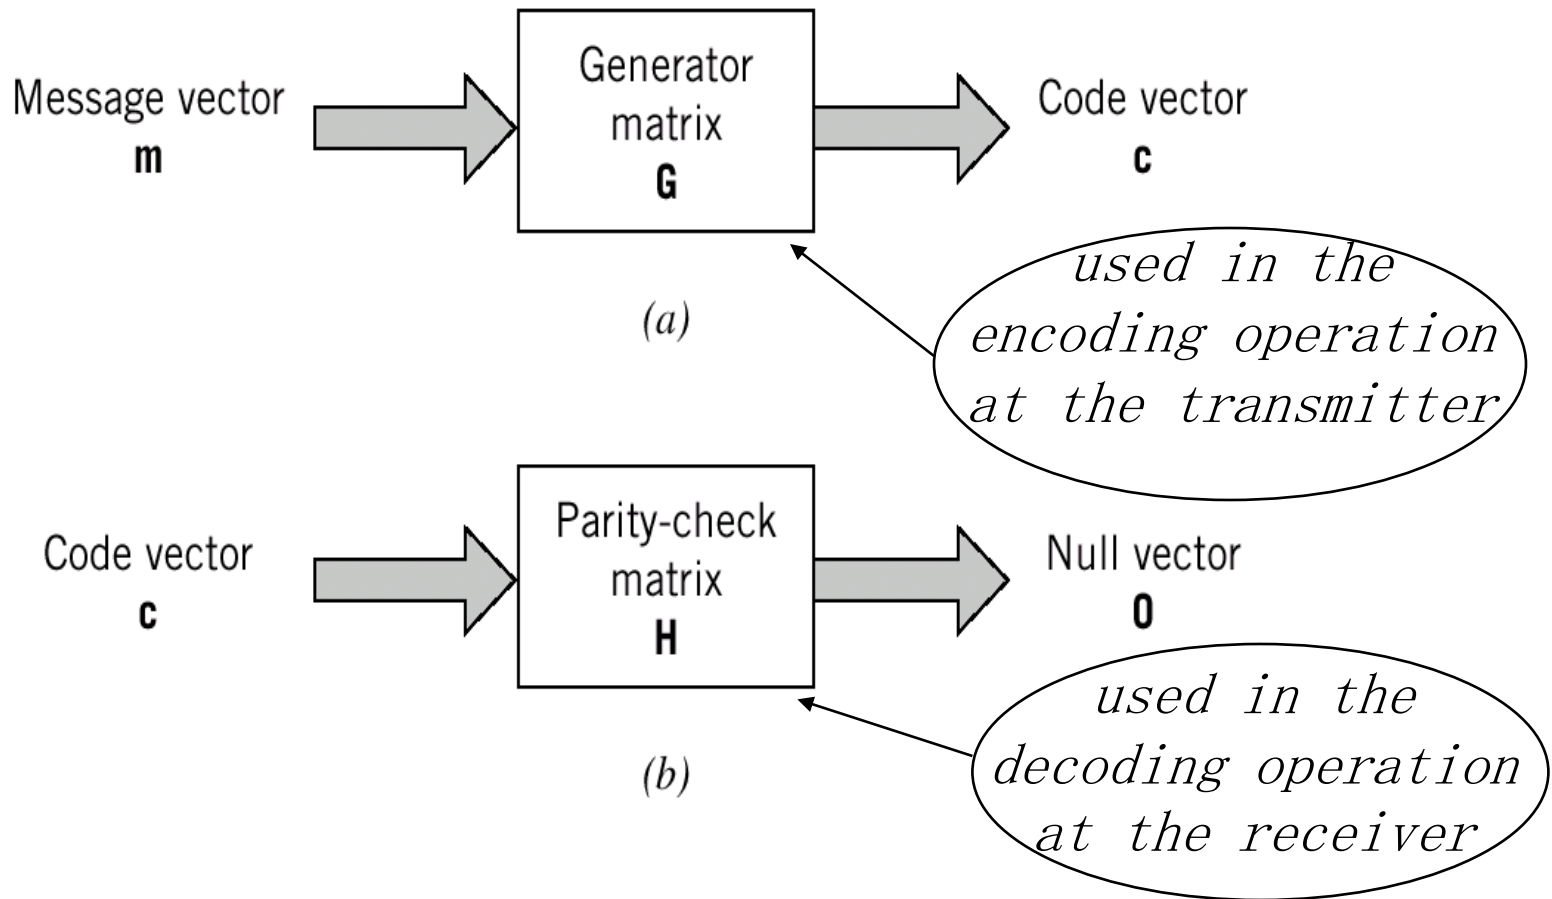 Message vector
m
Generator
matrix
G
Code vector
c
(a)
used in the
encoding operation
at the transmitter
Code vector
c
Parity-check
matrix
H
Null vector
0
(b)
used in the
decoding operation
at the receiver